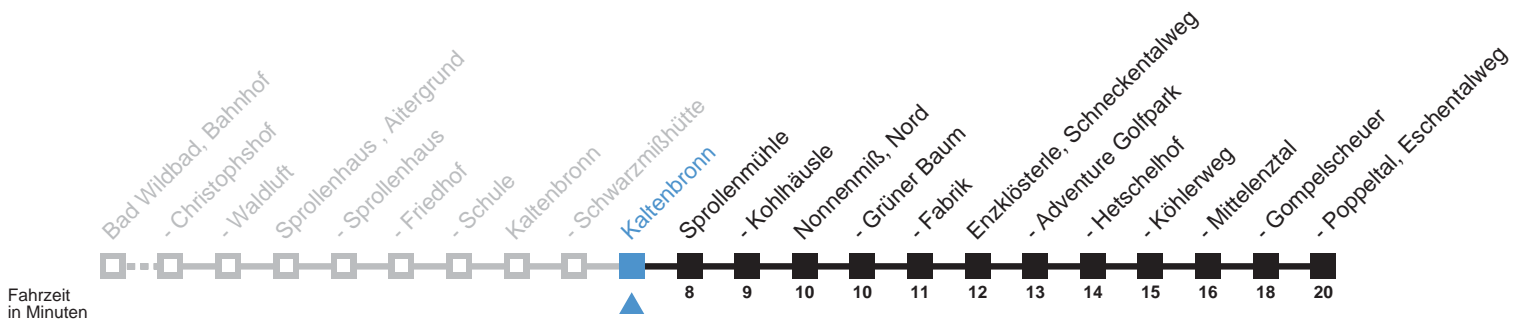 Bad Wildbad, Bahnhof
- Christophshof
- Waldluft
Sprollenhaus , Aitergrund
- Sprollenhaus
- Friedhof
- Schule
Kaltenbronn
- Schwarzmißhütte
Kaltenbronn
Sprollenmühle
- Kohlhäusle
Nonnenmiß, Nord
- Grüner Baum
- Fabrik
Enzklösterle, Schneckentalweg
- Adventure Golfpark
- Hetschelhof
- Köhlerweg
- Mittelenztal
- Gompelscheuer
- Poppeltal, Eschentalweg
Fahrzeit
in Minuten
8 9 10 10 11 12 13 14 15 16 18 20